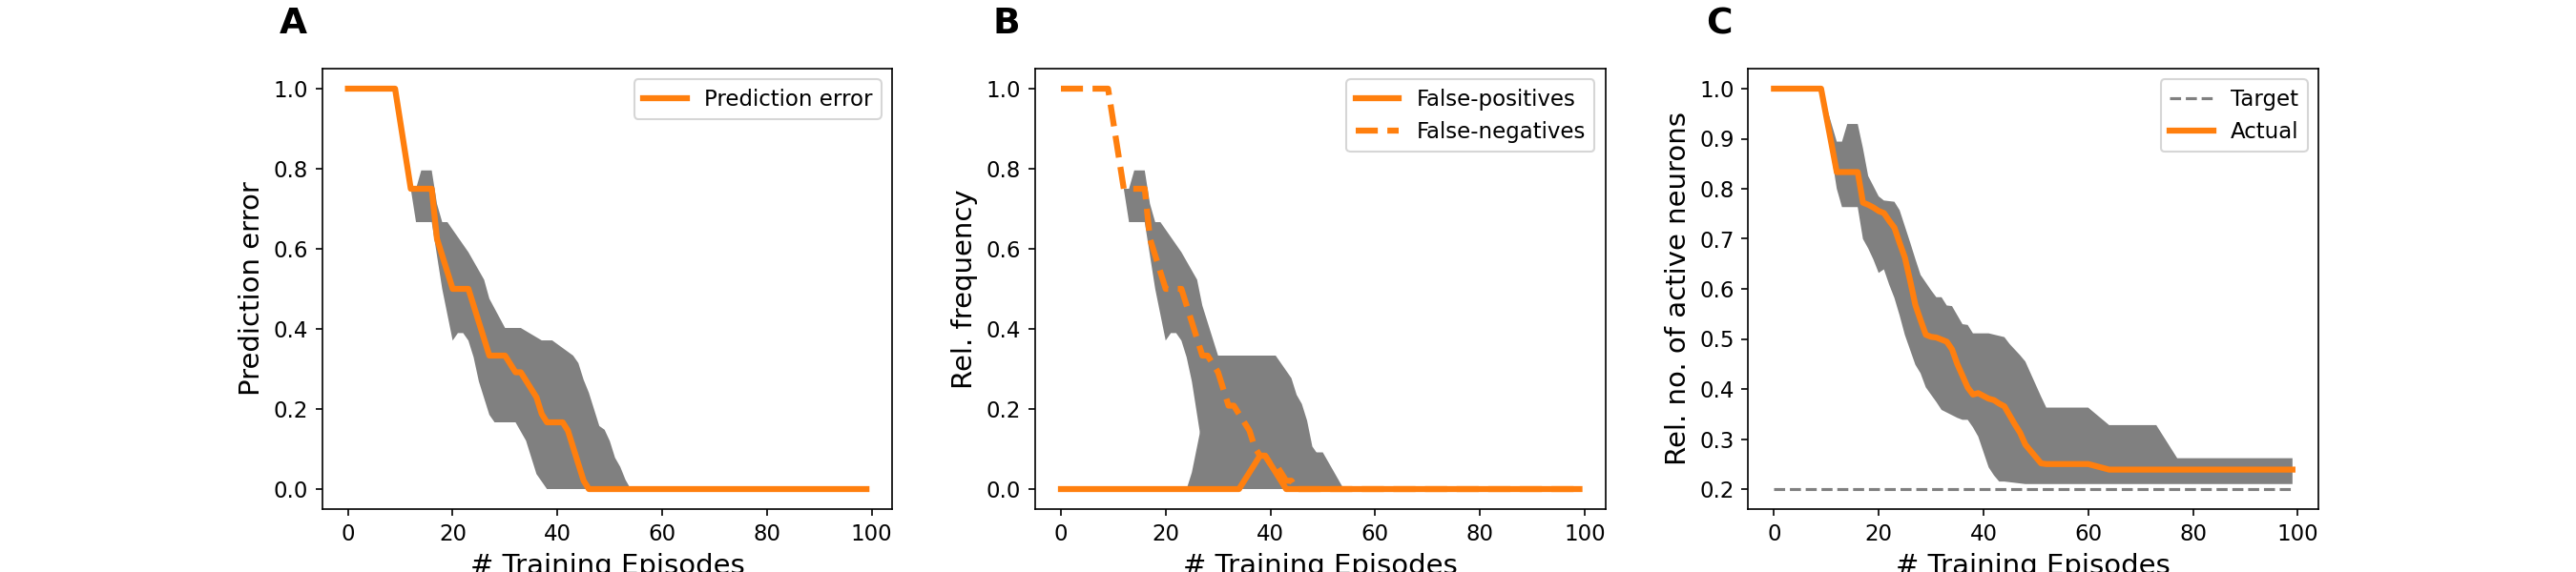 A
Prediction error
1.0
0.8
0.6
0.4
0.2
0.0
Prediction error
0 20 40 60 80 100
# Training Episodes
B
Rel. frequency
1.0
0.8
0.6
0.4
0.2
0.0
False-positives
False-negatives
0 20 40 60 80 100
# Training Episodes
C
Rel. no. of active neurons
1.0
0.9
0.8
0.7
0.6
0.5
0.4
0.3
0.2
Target
Actual
0 20 40 60 80 100
# Training Episodes